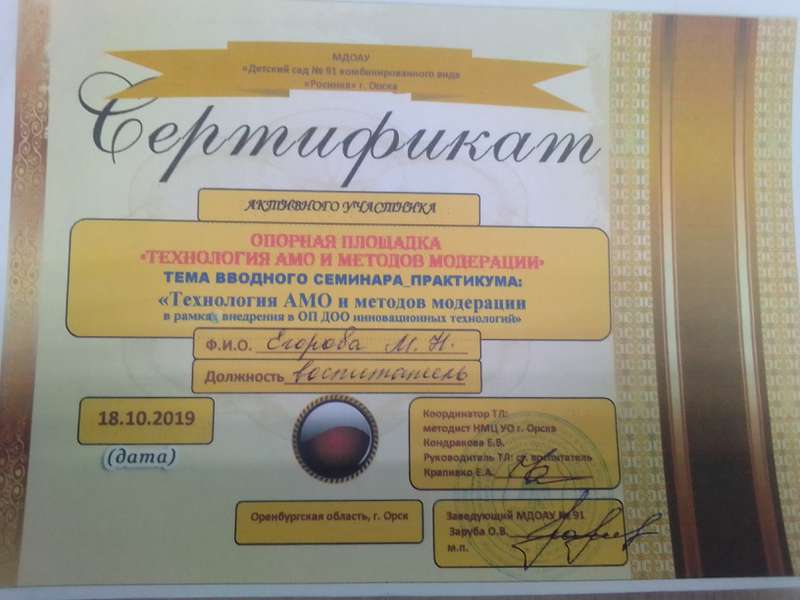 МДОАУ
«Детский сад № 91 комбинированного вида
«Росинка» г. Орска
Сертификат
АКТИВНОГО УЧАСТНИКА
ОПОРНАЯ ПЛОЩАДКА
«ТЕХНОЛОГИЯ АМО И МЕТОДОВ МОДЕРАЦИИ»
ТЕМА ВВОДНОГО СЕМИНАРА_ПРАКТИКУМА:
«Технология АМО и методов модерации
в рамках внедрения в ОП ДОО инновационных технологий»
Ф.И.О. Егорова М. Н.
Должность воспитатель
18.10.2019
(дата)
Координатор ТЛ:
методист НМЦ УО г. Орска
Кондракова Е.В.
Руководитель ТЛ: ст. воспитатель
Крапивко Е.А.
Оренбургская область, г. Орск
Заведующий МДОАУ № 91
Заруба О.В.
м.п.